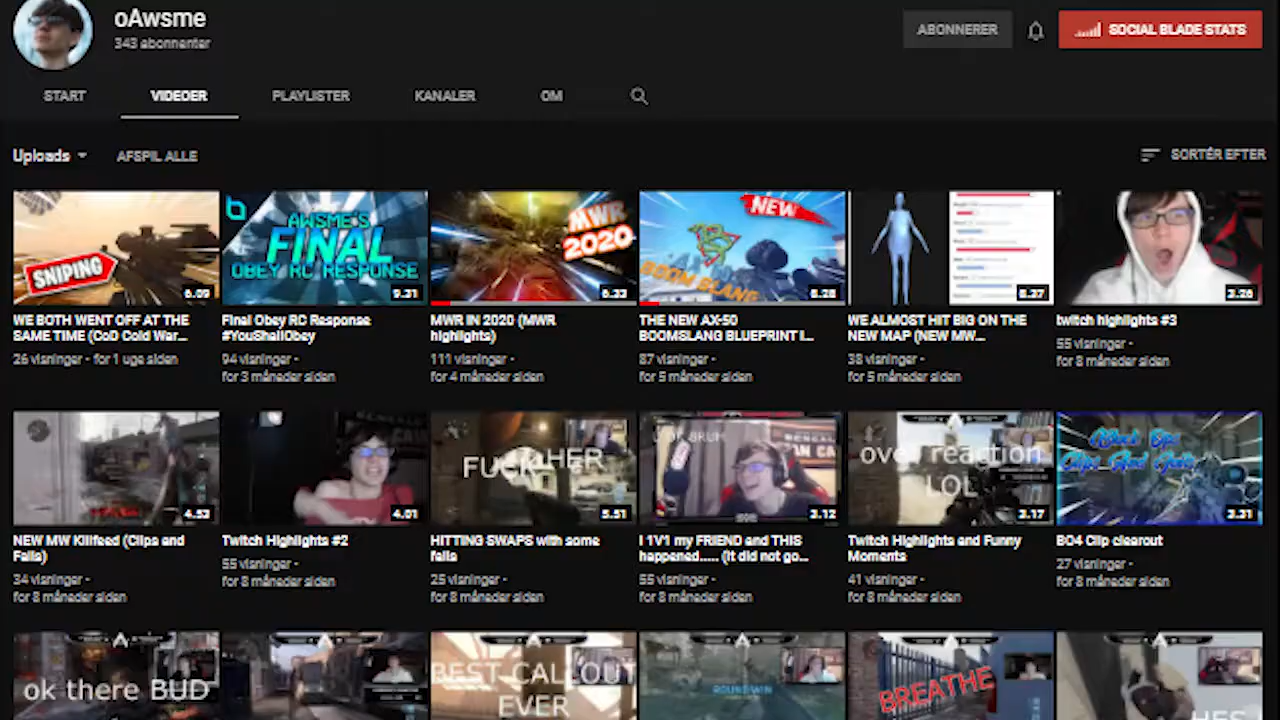 oAwsme
343 abonnenter
ABONNERER
SOCIAL BLADE STATS
START
VIDEOER
PLAYLISTER
KANALER
OM
Uploads
AFSPIL ALLE
SORTÉR EFTER
SNIPING
6.09
AWSME'S
FINAL
OBEY RC RESPONSE
9.21
MWR
2020
6.23
NEW
BOOM SLANG
8.28
8.27
3.26
WE BOTH WENT OFF AT THE
SAME TIME (CoD Cold War...
26 visninger • for 1 uge siden
Final Obey RC Response
#YouShallObey
94 visninger •
for 3 måneder siden
MWR IN 2020 (MWR
highlights)
111 visninger •
for 4 måneder siden
THE NEW AX-50
BOOMSLANG BLUEPRINT I...
87 visninger •
for 5 måneder siden
WE ALMOST HIT BIG ON THE
NEW MAP (NEW MW...
38 visninger •
for 5 måneder siden
twitch highlights #3
55 visninger •
for 8 måneder siden
4.53
4.01
5.51
BRUH
3.12
over reaction
LOL
3.17
3.31
NEW MW Killfeed (Clips and
Fails)
34 visninger •
for 8 måneder siden
Twitch Highlights #2
55 visninger •
for 8 måneder siden
HITTING SWAPS with some
fails
25 visninger •
for 8 måneder siden
I 1V1 my FRIEND and THIS
happened..... (it did not go...
55 visninger •
for 8 måneder siden
Twitch Highlights and Funny
Moments
41 visninger •
for 8 måneder siden
BO4 Clip clearout
27 visninger •
for 8 måneder siden
ok there BUD
BEST CALLOUT
EVER
ROUND WIN
BREATHE